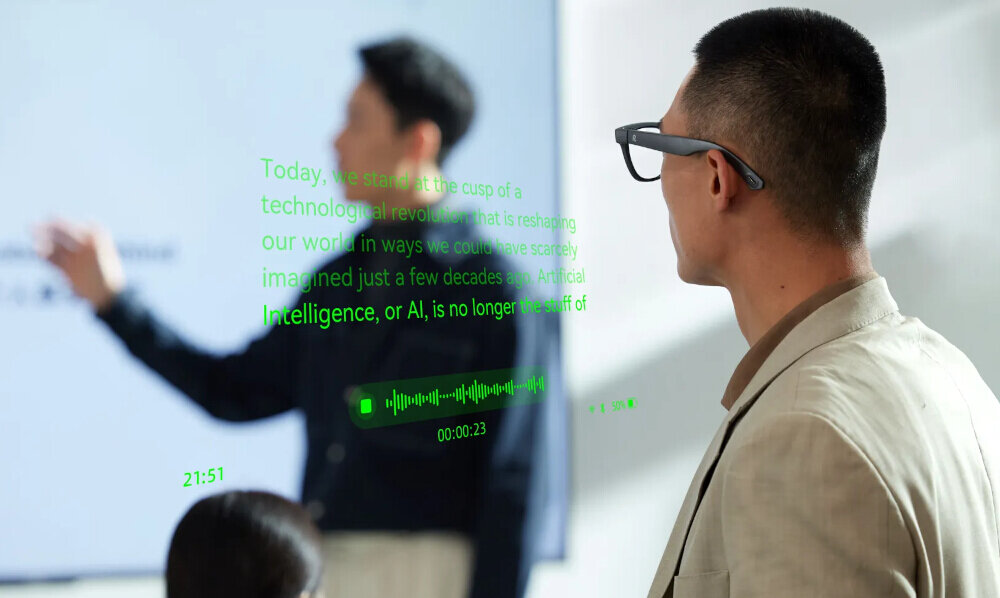 Today, we stand at the cusp of a
technological revolution that is reshaping
our world in ways we could have scarcely
imagined just a few decades ago. Artificial
Intelligence, or AI, is no longer the stuff of
00:00:23
50%
21:51